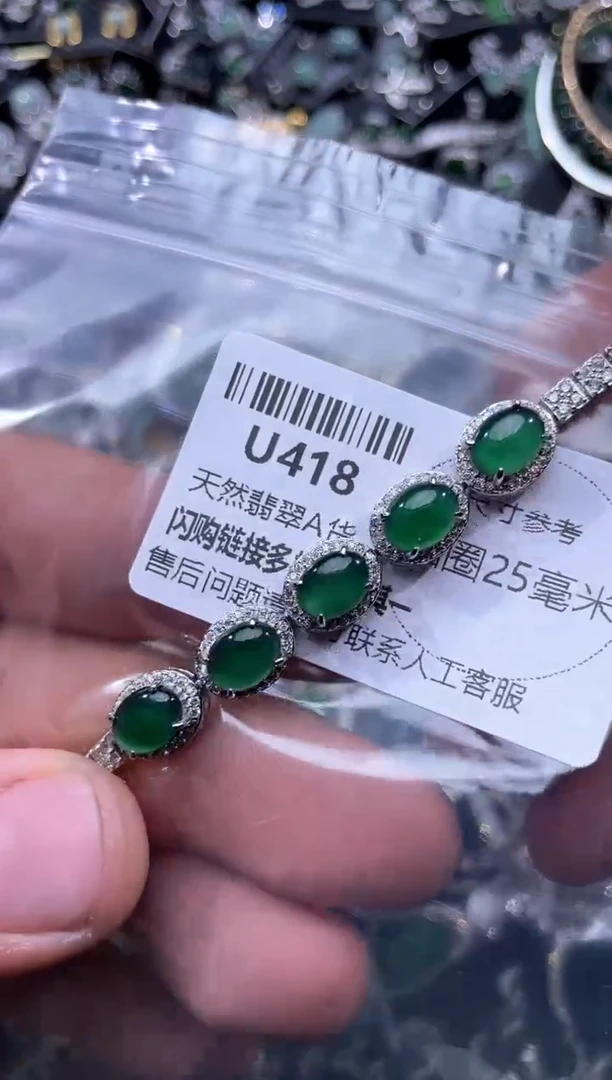 U418
天然翡翠A货
寸参考
圈25毫米
闪购链接多
售后问题请
联系人工客服